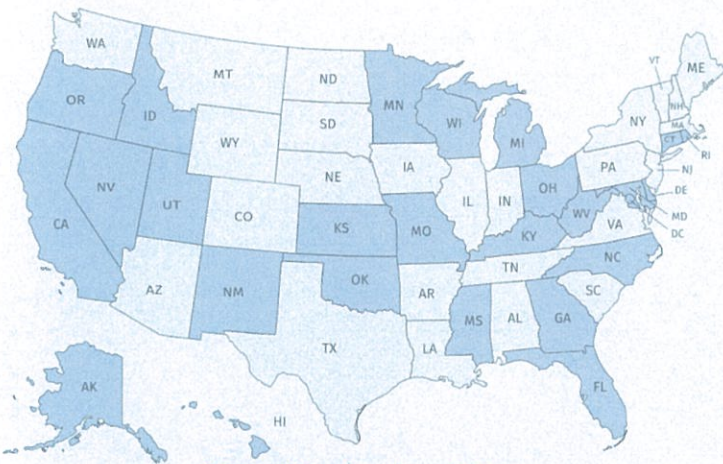 WA
MT
ND
MN
VT
ME
OR
ID
SD
WI
MI
NY
NH
MA
CT
RI
WY
IA
PA
NJ
NV
NE
IL
IN
OH
DE
CA
UT
CO
KS
MO
WV
VA
MD
DC
KY
AZ
NM
OK
AR
TN
NC
SC
MS
AL
GA
TX
LA
AK
HI
FL